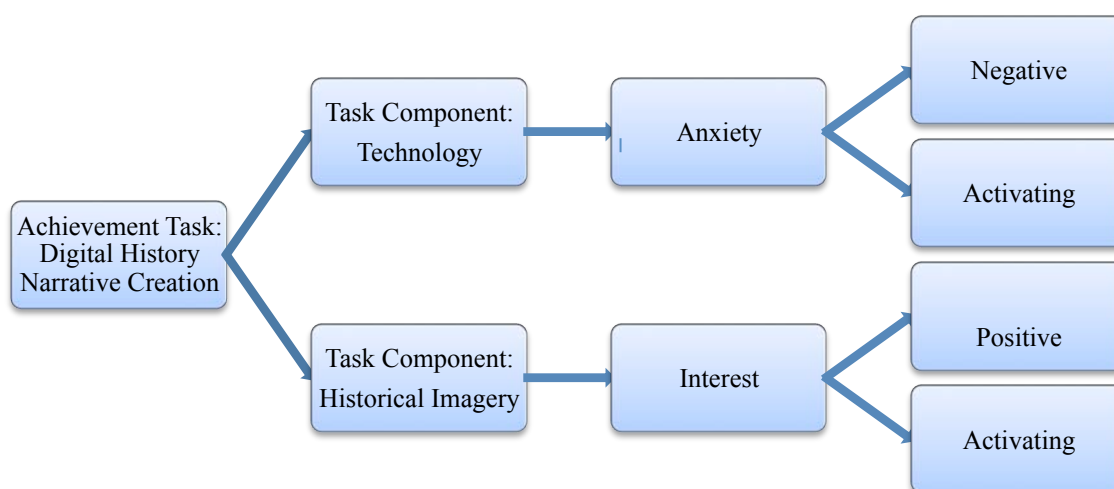 Achievement Task:
Digital History
Narrative Creation
Task Component:
Technology
Anxiety
Negative
Activating
Task Component:
Historical Imagery
Interest
Positive
Activating